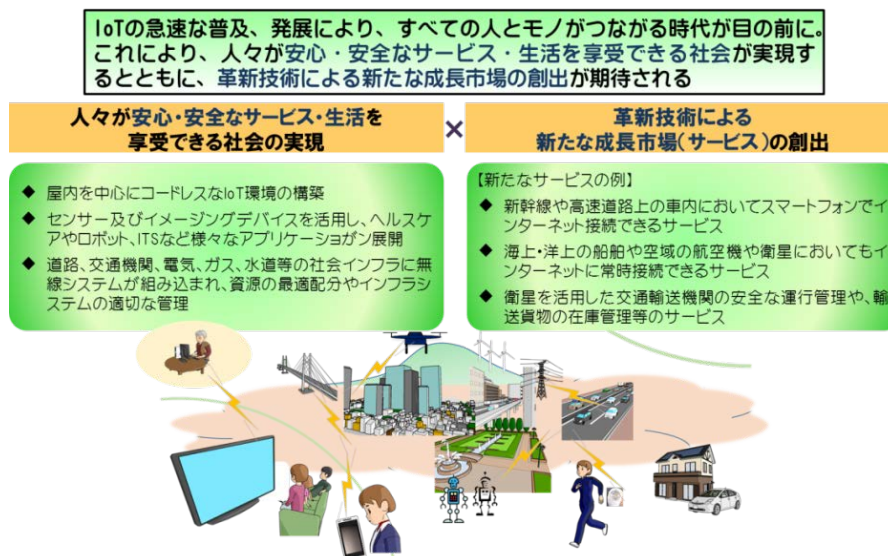 IoTの急速な普及、発展により、すべての人とモノがつながる時代が目の前に。
これにより、人々が安心・安全なサービス・生活を享受できる社会が実現す
るとともに、革新技術による新たな成長市場の創出が期待される
人々が安心・安全なサービス・生活を
享受できる社会の実現
×
革新技術による
新たな成長市場(サービス)の創出
◆ 屋内を中心にコードレスなIoT環境の構築
◆ センサー及びイメージングデバイスを活用し、ヘルスケ
アやロボット、ITSなど様々なアプリケーショがン展開
◆ 道路、交通機関、電気、ガス、水道等の社会インフラに無
線システムが組み込まれ、資源の最適配分やインフラシ
ステムの適切な管理
【新たなサービスの例】
◆ 新幹線や高速道路上の車内においてスマートフォンでイ
ンターネット接続できるサービス
◆ 海上・洋上の船舶や空域の航空機や衛星においてもイ
ンターネットに常時接続できるサービス
◆ 衛星を活用した交通輸送機関の安全な運行管理や、輸
送貨物の在庫管理等のサービス